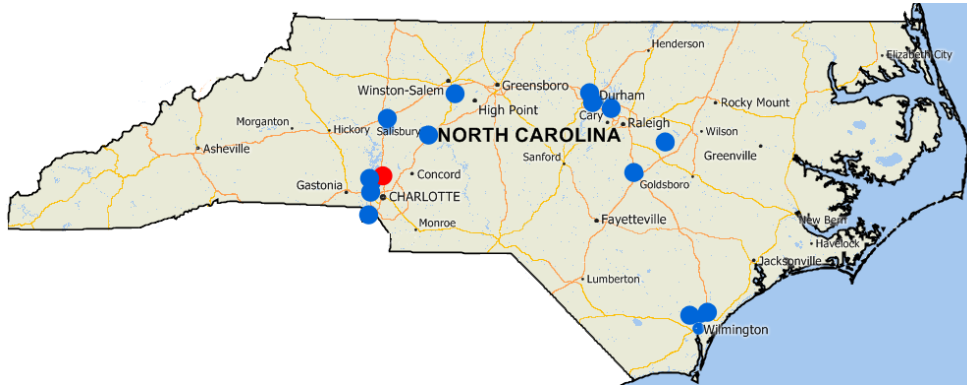 Henderson
Elizabeth City
Winston-Salem
Greensboro
Durham
High Point
Rocky Mount
Morganton
Hickory
Salisbury
Cary
Raleigh
NORTH CAROLINA
Wilson
Asheville
Sanford
Greenville
Concord
Gastonia
Goldsboro
CHARLOTTE
Monroe
Fayetteville
New Bern
Havelock
Jacksonville
Lumberton
Wilmington